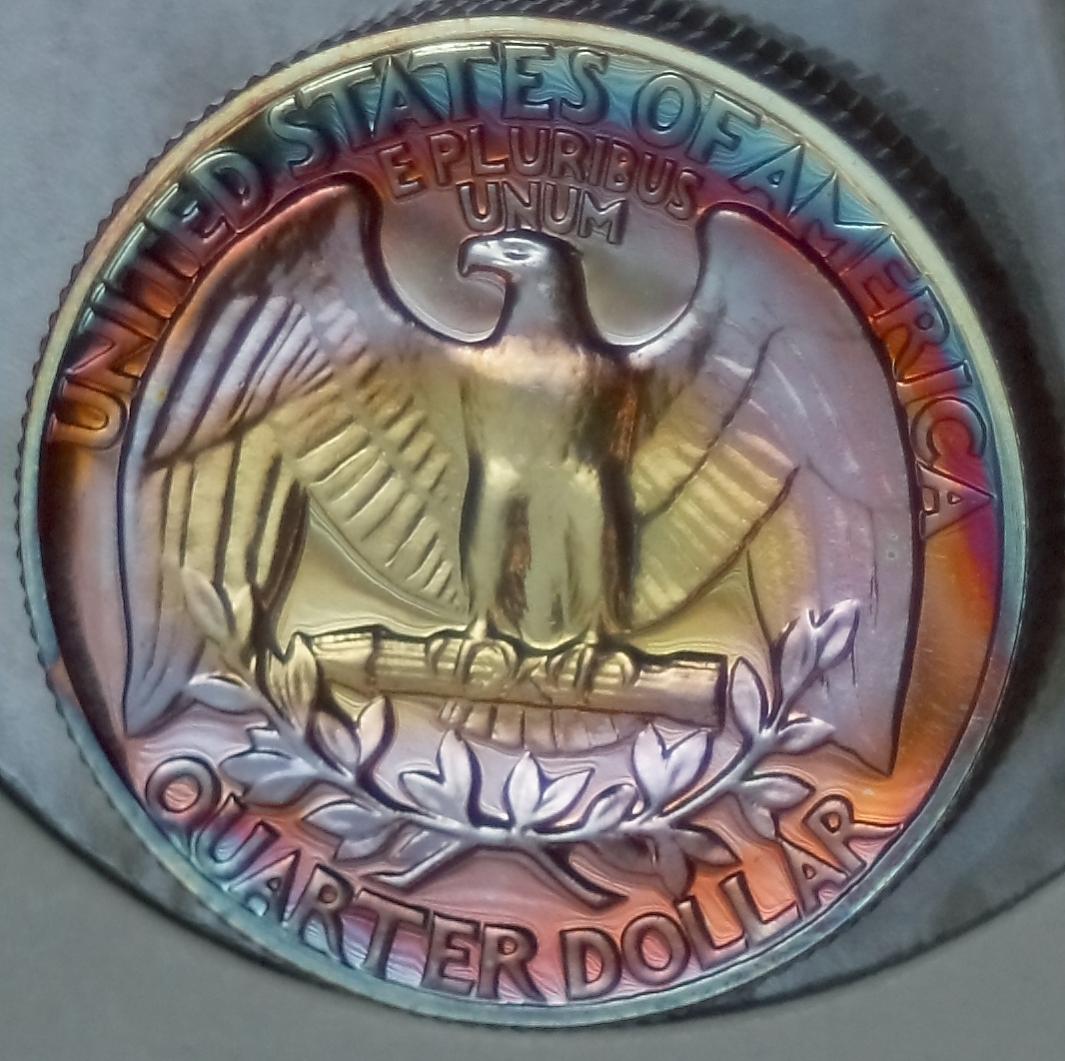 UNITED STATES OF AMERICA
E PLURIBUS
UNUM
QUARTER DOLLAR